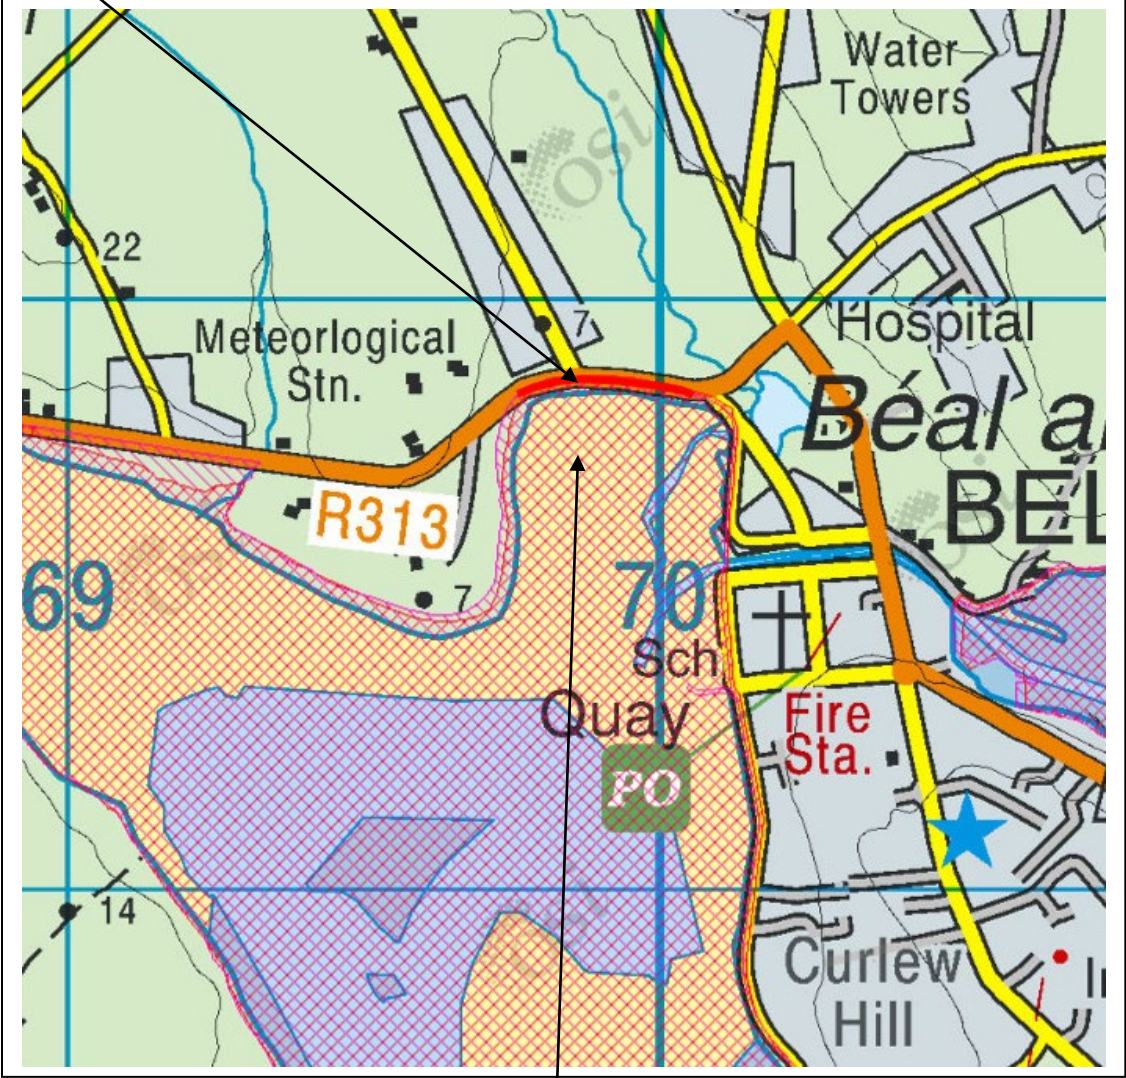 Water
Towers
osi
22
Hospital
7
Meteorlogical
Stn.
Béal a
BEL
R313
69
7
70
Sch
Quay
Fire
Sta.
PO
14
Curlew
Hill